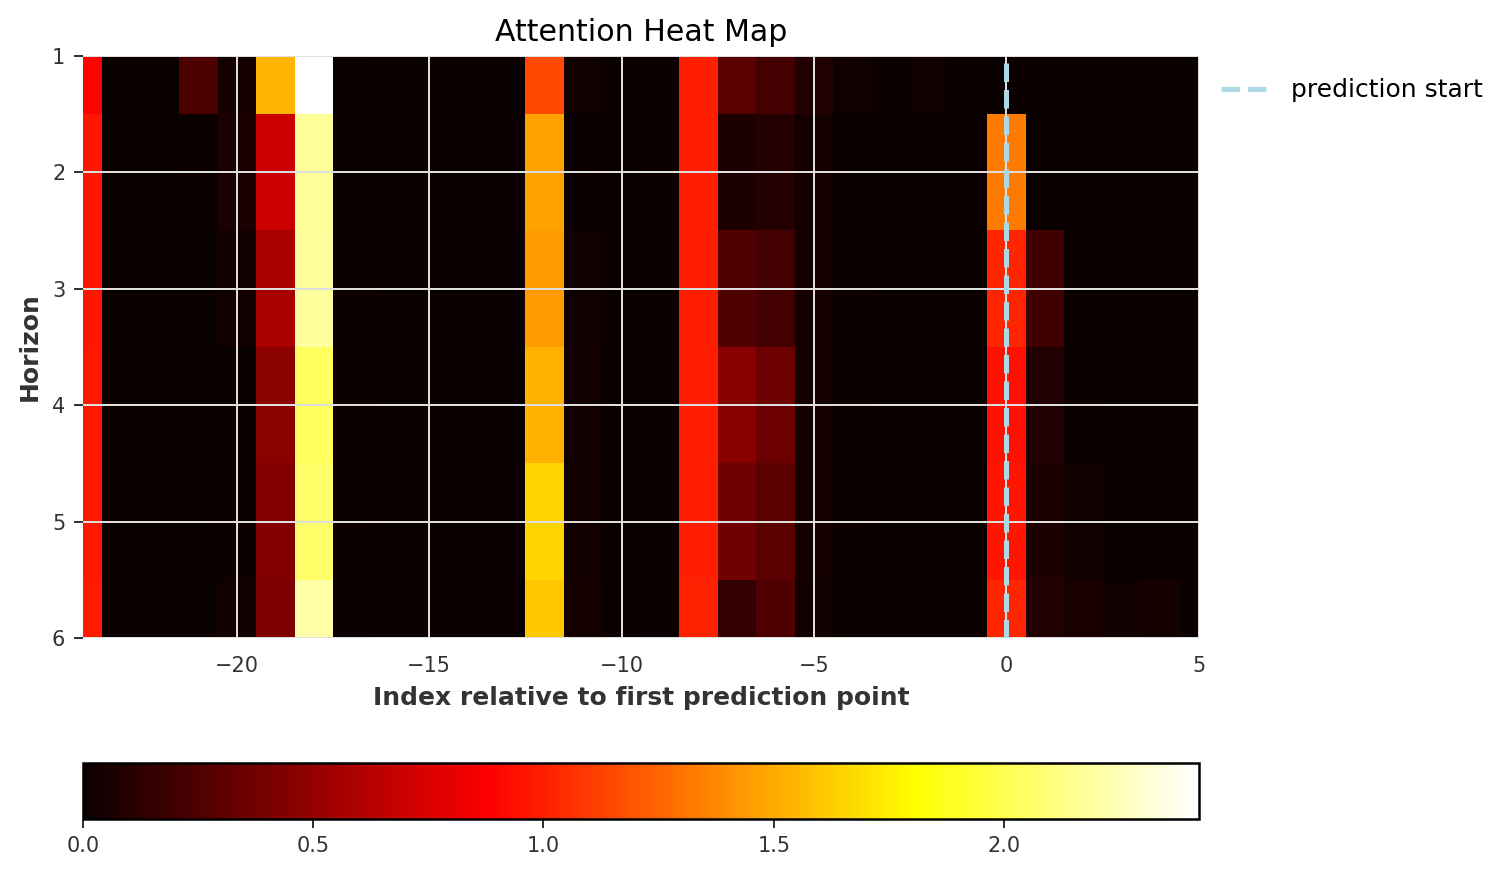 Attention Heat Map
prediction start
1
2
3
4
5
6
Horizon
−20 −15 −10 −5 0 5
Index relative to first prediction point
0.0 0.5 1.0 1.5 2.0